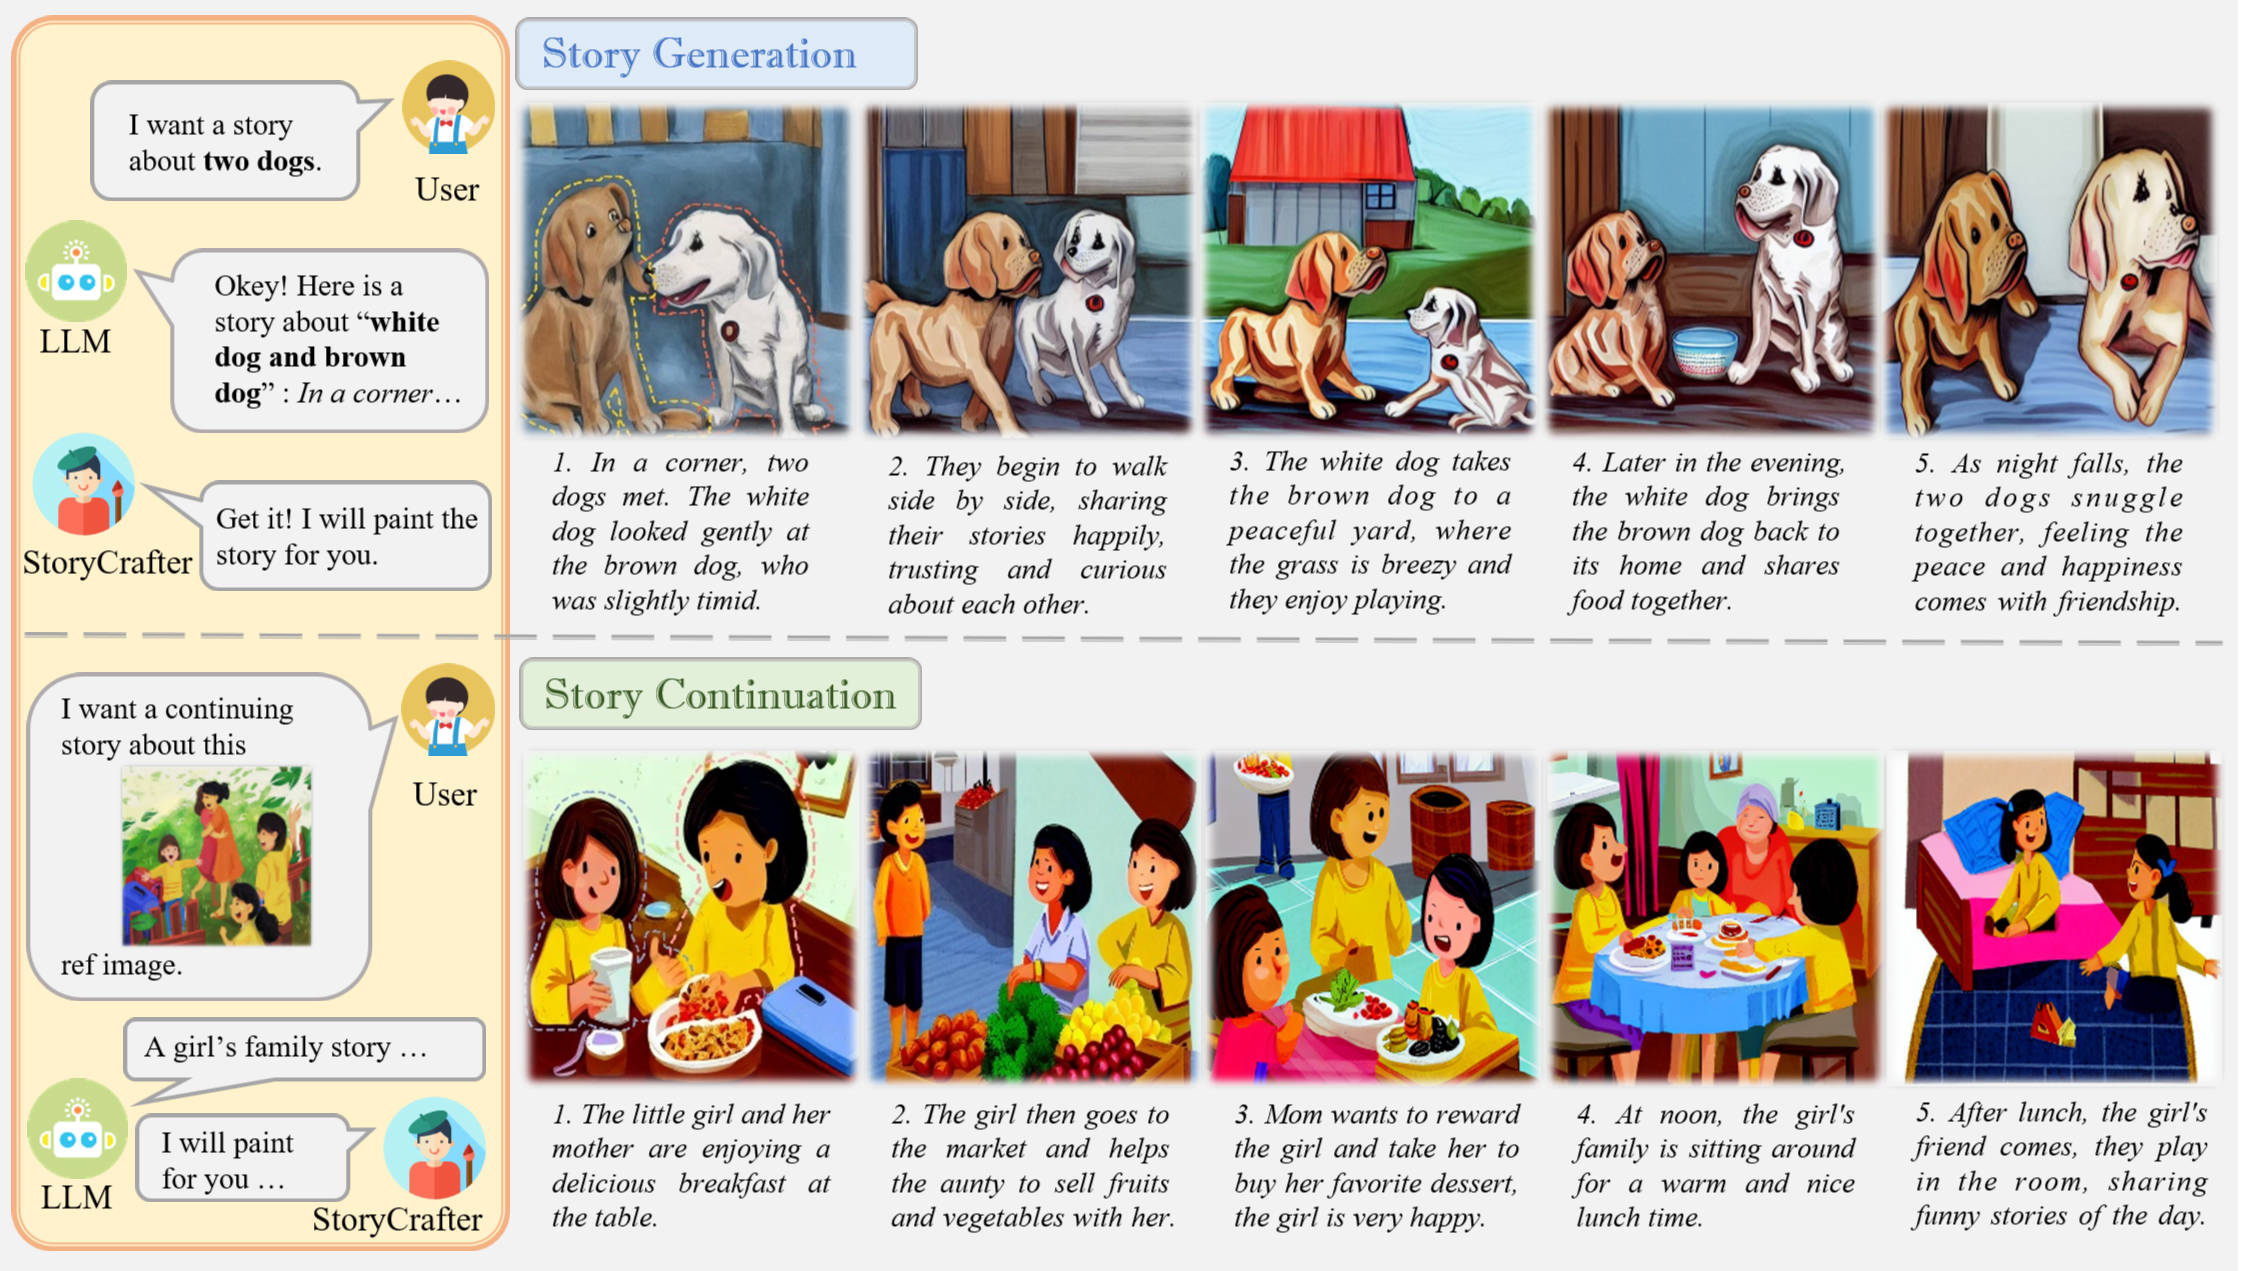 Story Generation
I want a story
about two dogs.
User
LLM
Okey! Here is a
story about “white
dog and brown
dog” : In a corner…
StoryCrafter
Get it! I will paint the
story for you.
1. In a corner, two
dogs met. The white
dog looked gently at
the brown dog, who
was slightly timid.
2. They begin to walk
side by side, sharing
their stories happily,
trusting and curious
about each other.
3. The white dog takes
the brown dog to a
peaceful yard, where
the grass is breezy and
they enjoy playing.
4. Later in the evening,
the white dog brings
the brown dog back to
its home and shares
food together.
5. As night falls, the
two dogs snuggle
together, feeling the
peace and happiness
comes with friendship.
Story Continuation
I want a continuing
story about this
ref image.
User
A girl’s family story …
LLM
I will paint
for you …
StoryCrafter
1. The little girl and her
mother are enjoying a
delicious breakfast at
the table.
2. The girl then goes to
the market and helps
the aunty to sell fruits
and vegetables with her.
3. Mom wants to reward
the girl and take her to
buy her favorite dessert,
the girl is very happy.
4. At noon, the girl's
family is sitting around
for a warm and nice
lunch time.
5. After lunch, the girl's
friend comes, they play
in the room, sharing
funny stories of the day.